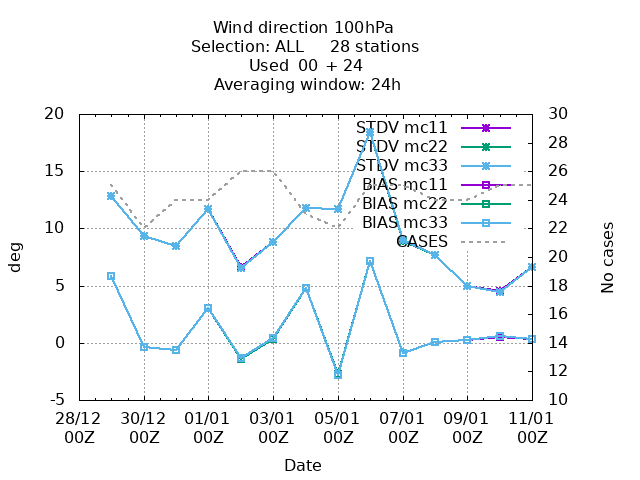 Wind direction 100hPa
Selection: ALL 28 stations
Used 00 + 24
Averaging window: 24h
20
15
10
5
0
-5
deg
30
28
26
24
22
20
18
16
14
12
10
No cases
STDV mc11
STDV mc22
STDV mc33
BIAS mc11
BIAS mc22
BIAS mc33
CASES
28/12 30/12 01/01 03/01 05/01 07/01 09/01 11/01
00Z 00Z 00Z 00Z 00Z 00Z 00Z 00Z
Date